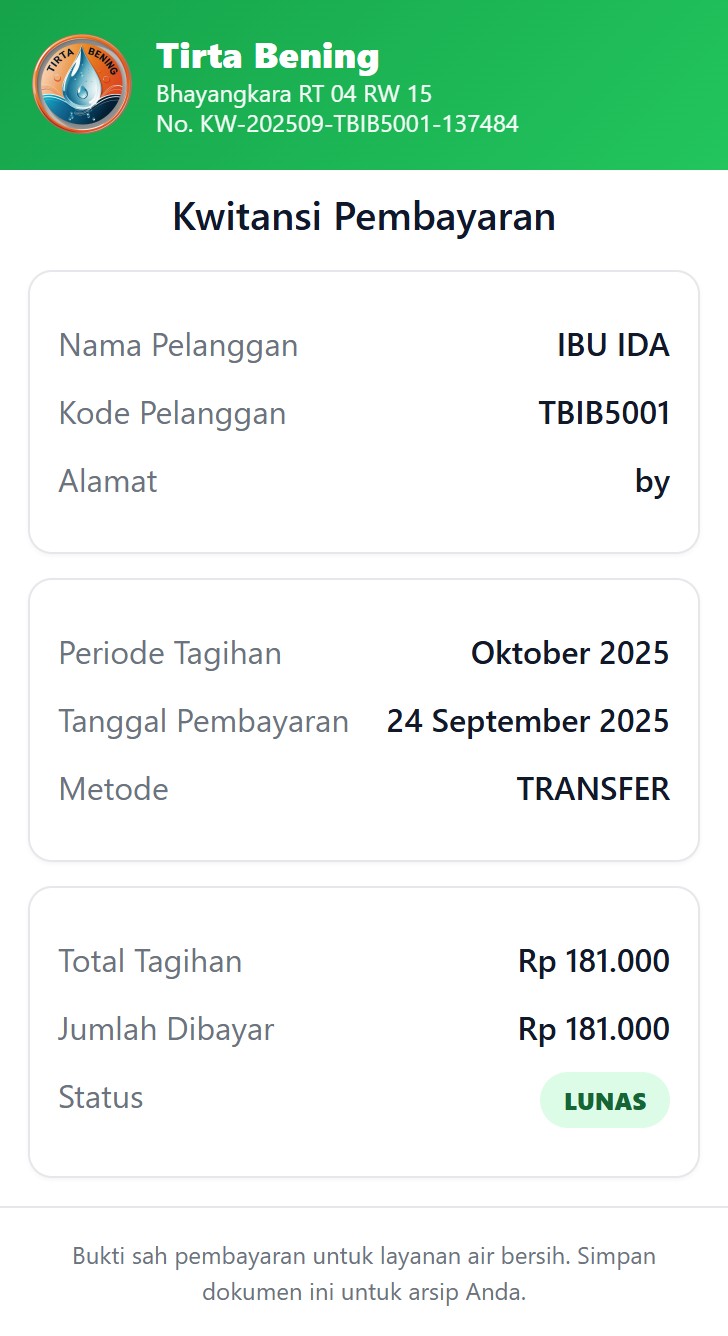 TIRTA BENING
Tirta Bening
Bhayangkara RT 04 RW 15
No. KW-202509-TBIB5001-137484
Kwitansi Pembayaran
Nama Pelanggan IBU IDA
Kode Pelanggan TBIB5001
Alamat by
Periode Tagihan Oktober 2025
Tanggal Pembayaran 24 September 2025
Metode TRANSFER
Total Tagihan Rp 181.000
Jumlah Dibayar Rp 181.000
Status LUNAS
Bukti sah pembayaran untuk layanan air bersih. Simpan
dokumen ini untuk arsip Anda.